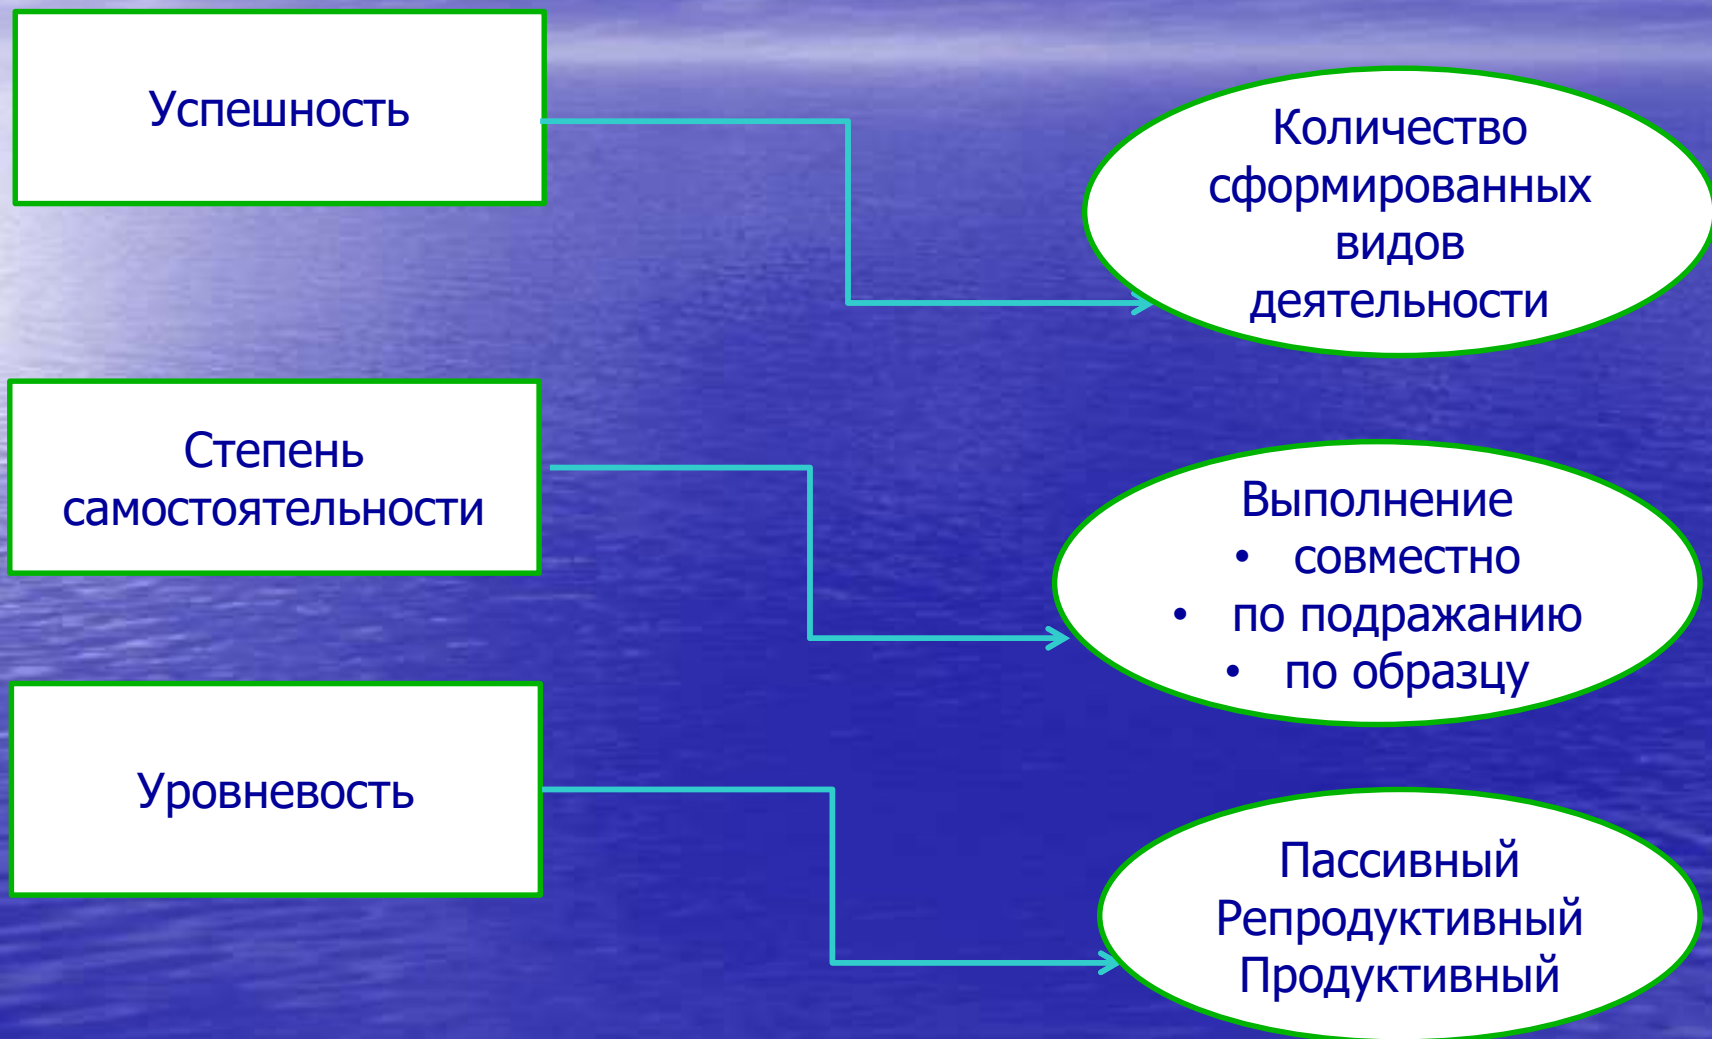 Успешность
Количество
сформированных
видов
деятельности
Степень
самостоятельности
Выполнение
• совместно
• по подражанию
• по образцу
Уровневость
Пассивный
Репродуктивный
Продуктивный